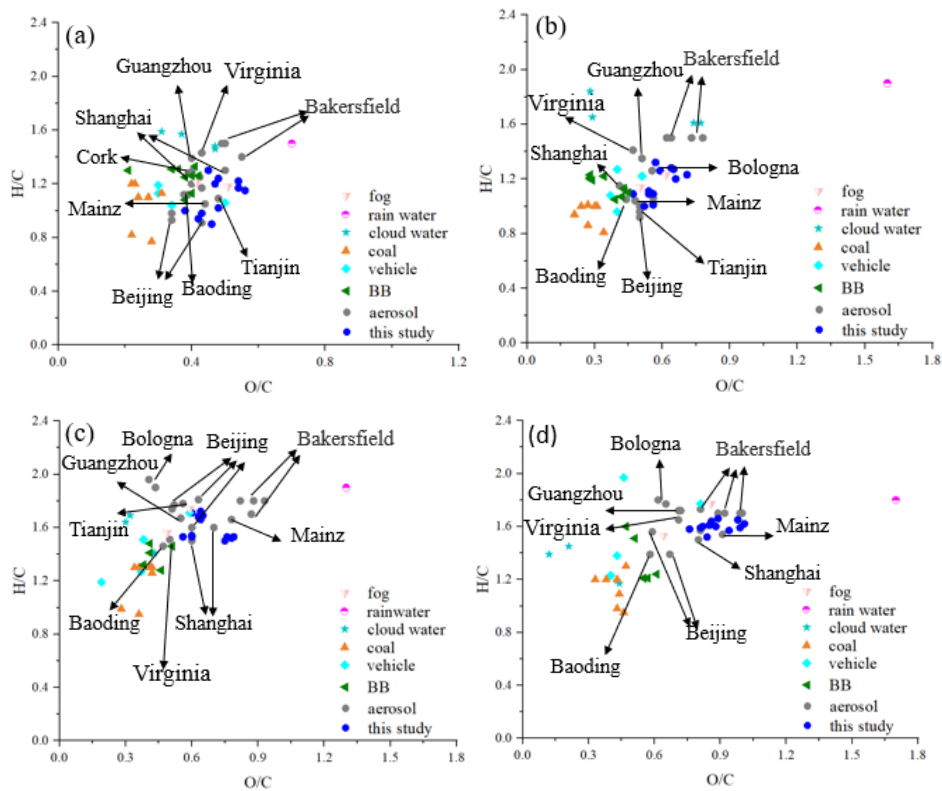 (a)
2.4
2.0
1.6
1.2
0.8
0.4
0.0
H/C
Guangzhou
Virginia
Shanghai
Bakersfield
Cork
Mainz
Tianjin
Beijing
Baoding
fog
rain water
cloud water
coal
vehicle
BB
aerosol
this study
0.0
0.4
0.8
1.2
O/C
(b)
2.4
2.0
1.6
1.2
0.8
0.4
0.0
H/C
Bakersfield
Guangzhou
Virginia
Shanghai
Bologna
Mainz
Baoding
Beijing
Tianjin
fog
rain water
cloud water
coal
vehicle
BB
aerosol
this study
0.0
0.3
0.6
0.9
1.2
1.5
1.8
O/C
(c)
2.4
2.0
1.6
1.2
0.8
0.4
0.0
H/C
Bologna
Beijing
Bakersfield
Guangzhou
Tianjin
Mainz
Baoding
Shanghai
Virginia
fog
rainwater
cloud water
coal
vehicle
BB
aerosol
this study
0.0
0.3
0.6
0.9
1.2
1.5
1.8
O/C
(d)
2.4
2.0
1.6
1.2
0.8
0.4
0.0
H/C
Bologna
Bakersfield
Guangzhou
Virginia
Mainz
Shanghai
Beijing
Baoding
fog
rain water
cloud water
coal
vehicle
BB
aerosol
this study
0.0
0.3
0.6
0.9
1.2
1.5
1.8
O/C